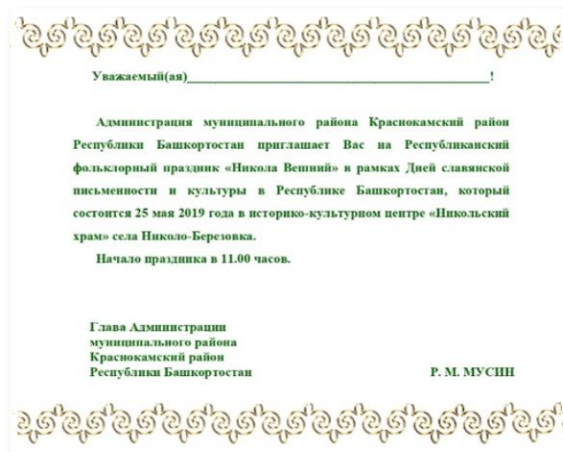 Уважаемый(ая)________________________________________________!
Администрация муниципального района Краснокамский район
Республики Башкортостан приглашает Вас на Республиканский
фольклорный праздник «Никола Вешний» в рамках Дней славянской
письменности и культуры в Республике Башкортостан, который
состоится 25 мая 2019 года в историко-культурном центре «Никольский
храм» села Николо-Березовка.
Начало праздника в 11.00 часов.
Глава Администрации
муниципального района
Краснокамский район
Республики Башкортостан Р. М. МУСИН